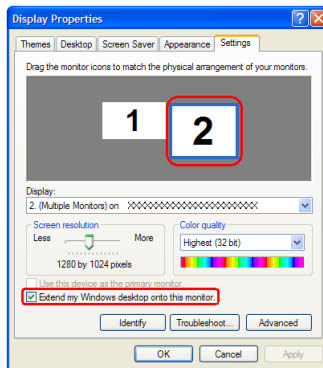 Display Properties
Themes Desktop Screen Saver Appearance Settings
Drag the monitor icons to match the physical arrangement of your monitors.
1 2
Display:
2. (Multiple Monitors) on XXXXXXXXXXXXXXXXXXXXXX
Screen resolution Color quality
Less More Highest (32 bit)
1280 by 1024 pixels
Use this device as the primary monitor.
Extend my Windows desktop onto this monitor.
Identify Troubleshoot... Advanced
OK Cancel Apply